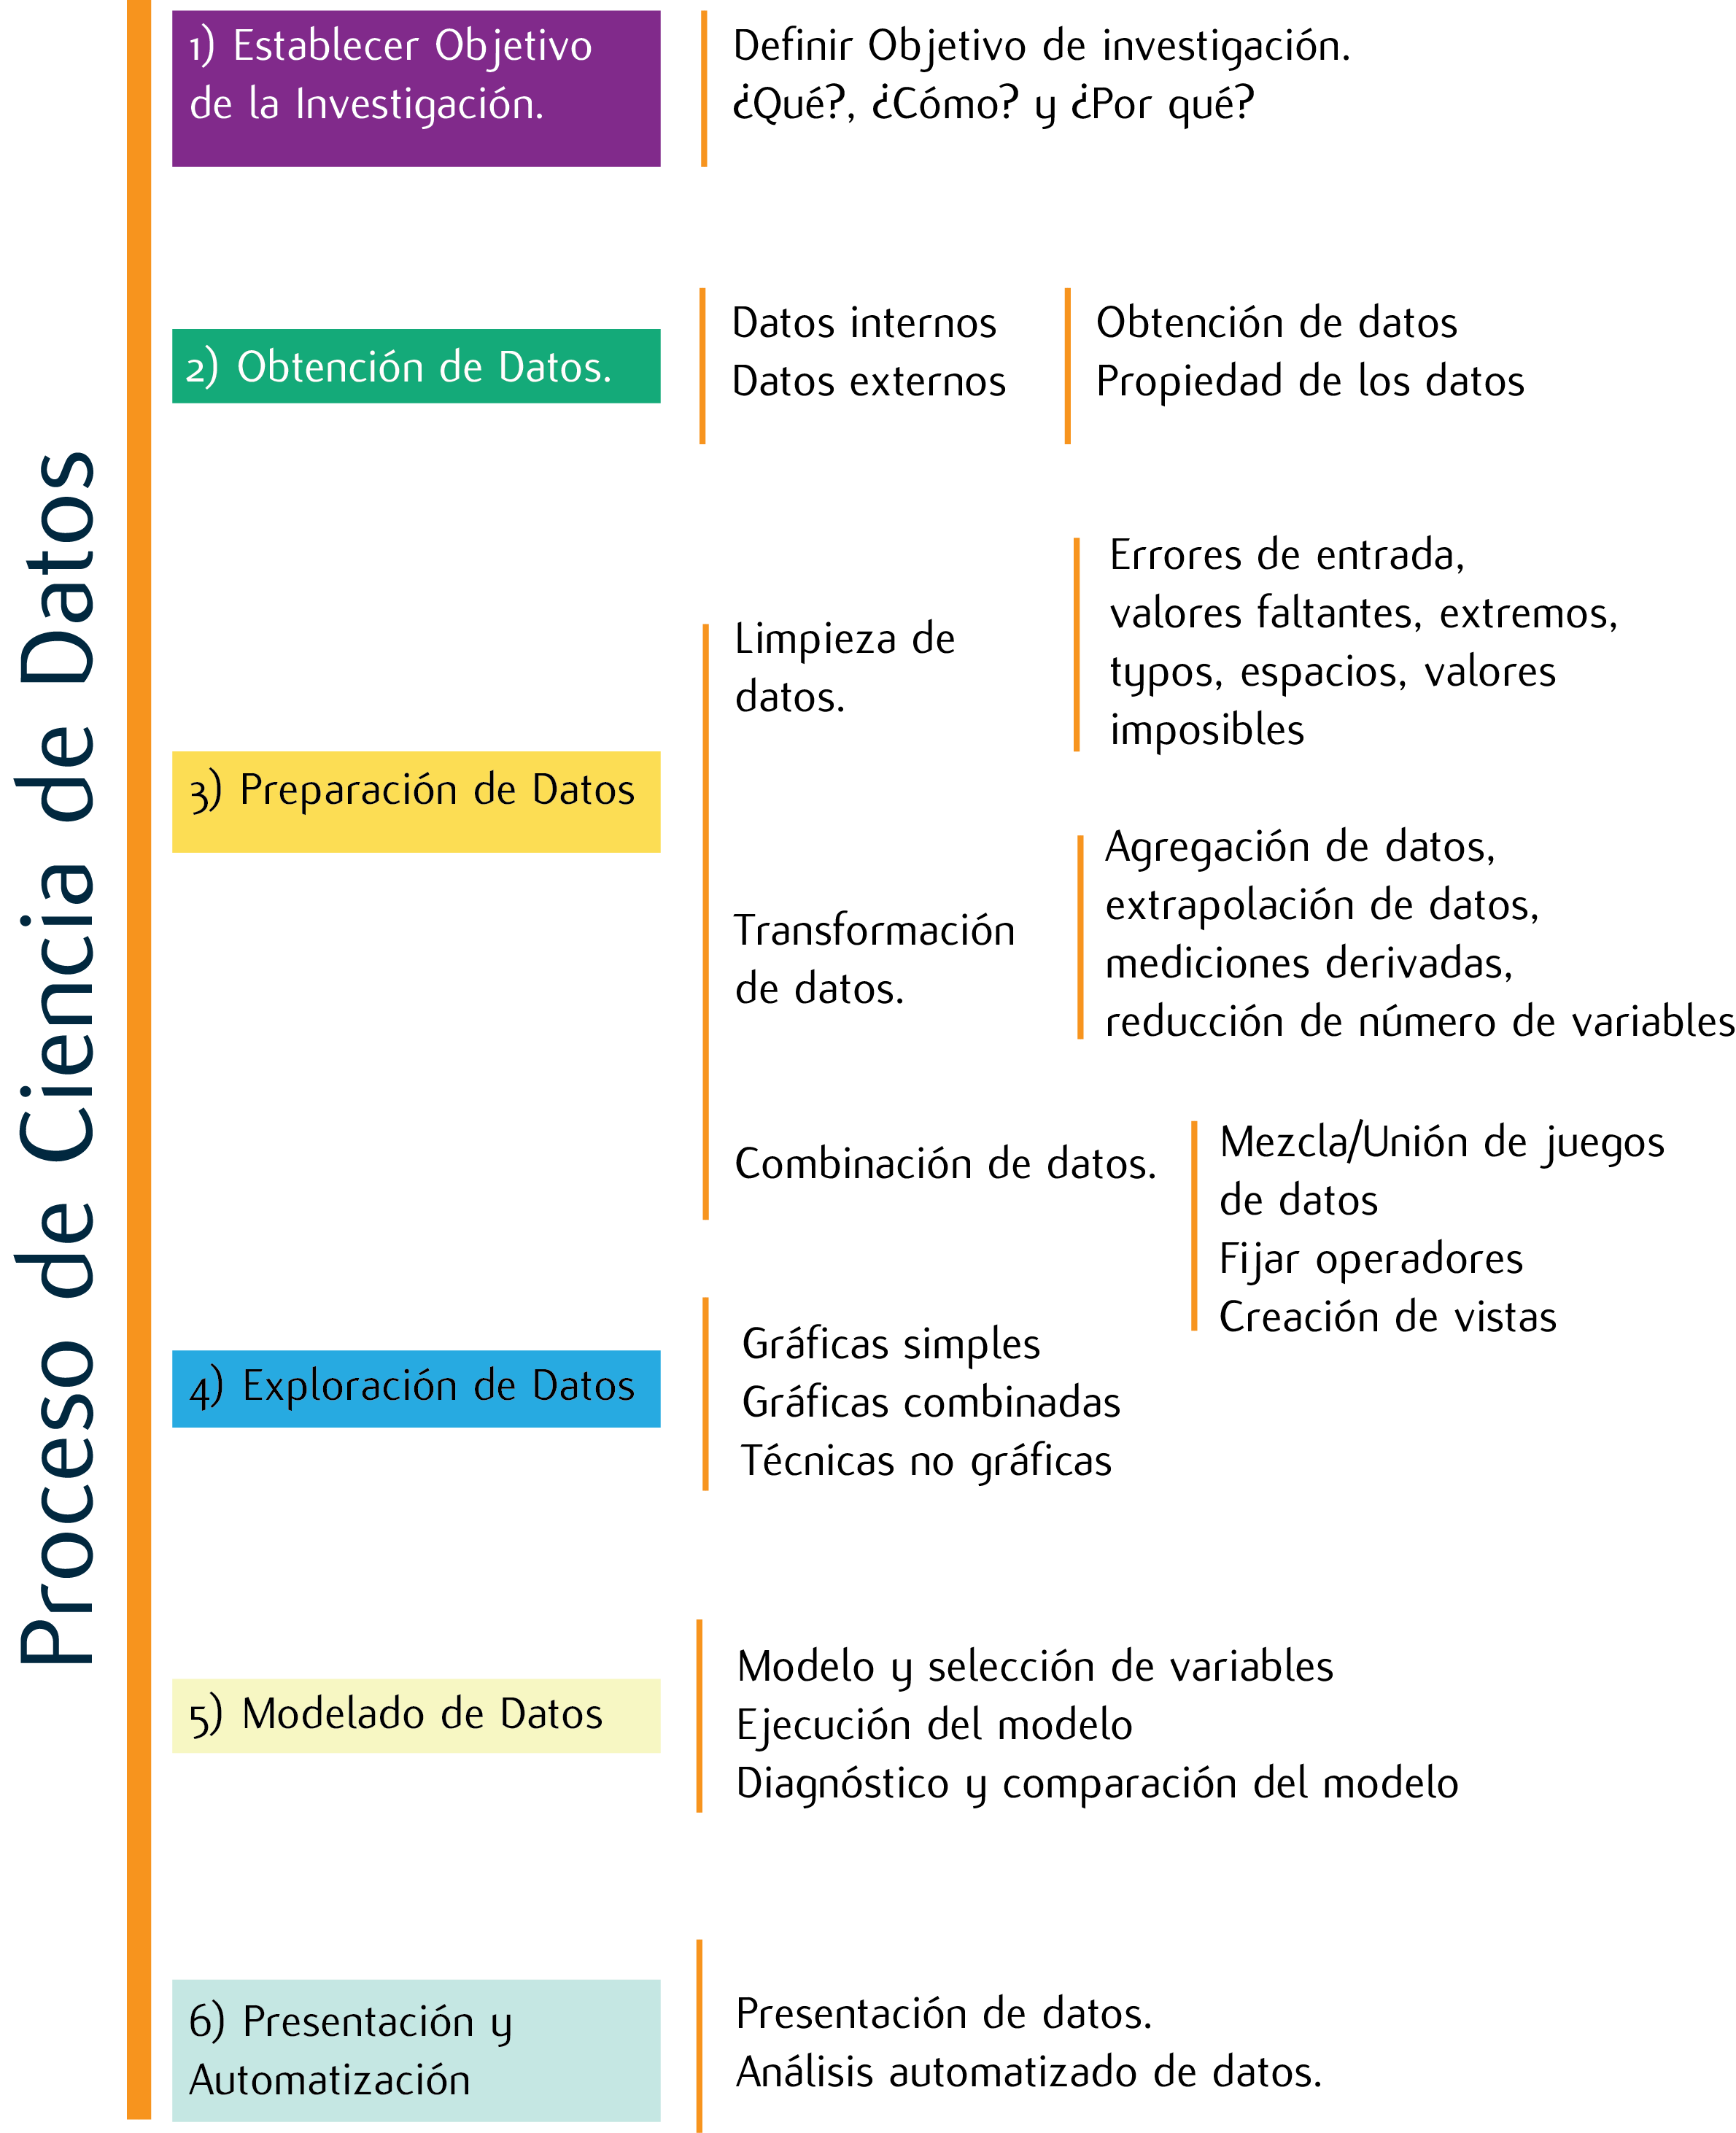 Proceso de Ciencia de Datos
1) Establecer Objetivo
de la Investigación.
Definir Objetivo de investigación.
¿Qué?, ¿Cómo? y ¿Por qué?
2) Obtención de Datos.
Datos internos
Datos externos
Obtención de datos
Propiedad de los datos
3) Preparación de Datos
Limpieza de
datos.
Errores de entrada,
valores faltantes, extremos,
typos, espacios, valores
imposibles
Transformación
de datos.
Agregación de datos,
extrapolación de datos,
mediciones derivadas,
reducción de número de variables
Combinación de datos.
Mezcla/Unión de juegos
de datos
Fijar operadores
Creación de vistas
4) Exploración de Datos
Gráficas simples
Gráficas combinadas
Técnicas no gráficas
5) Modelado de Datos
Modelo y selección de variables
Ejecución del modelo
Diagnóstico y comparación del modelo
6) Presentación y
Automatización
Presentación de datos.
Análisis automatizado de datos.